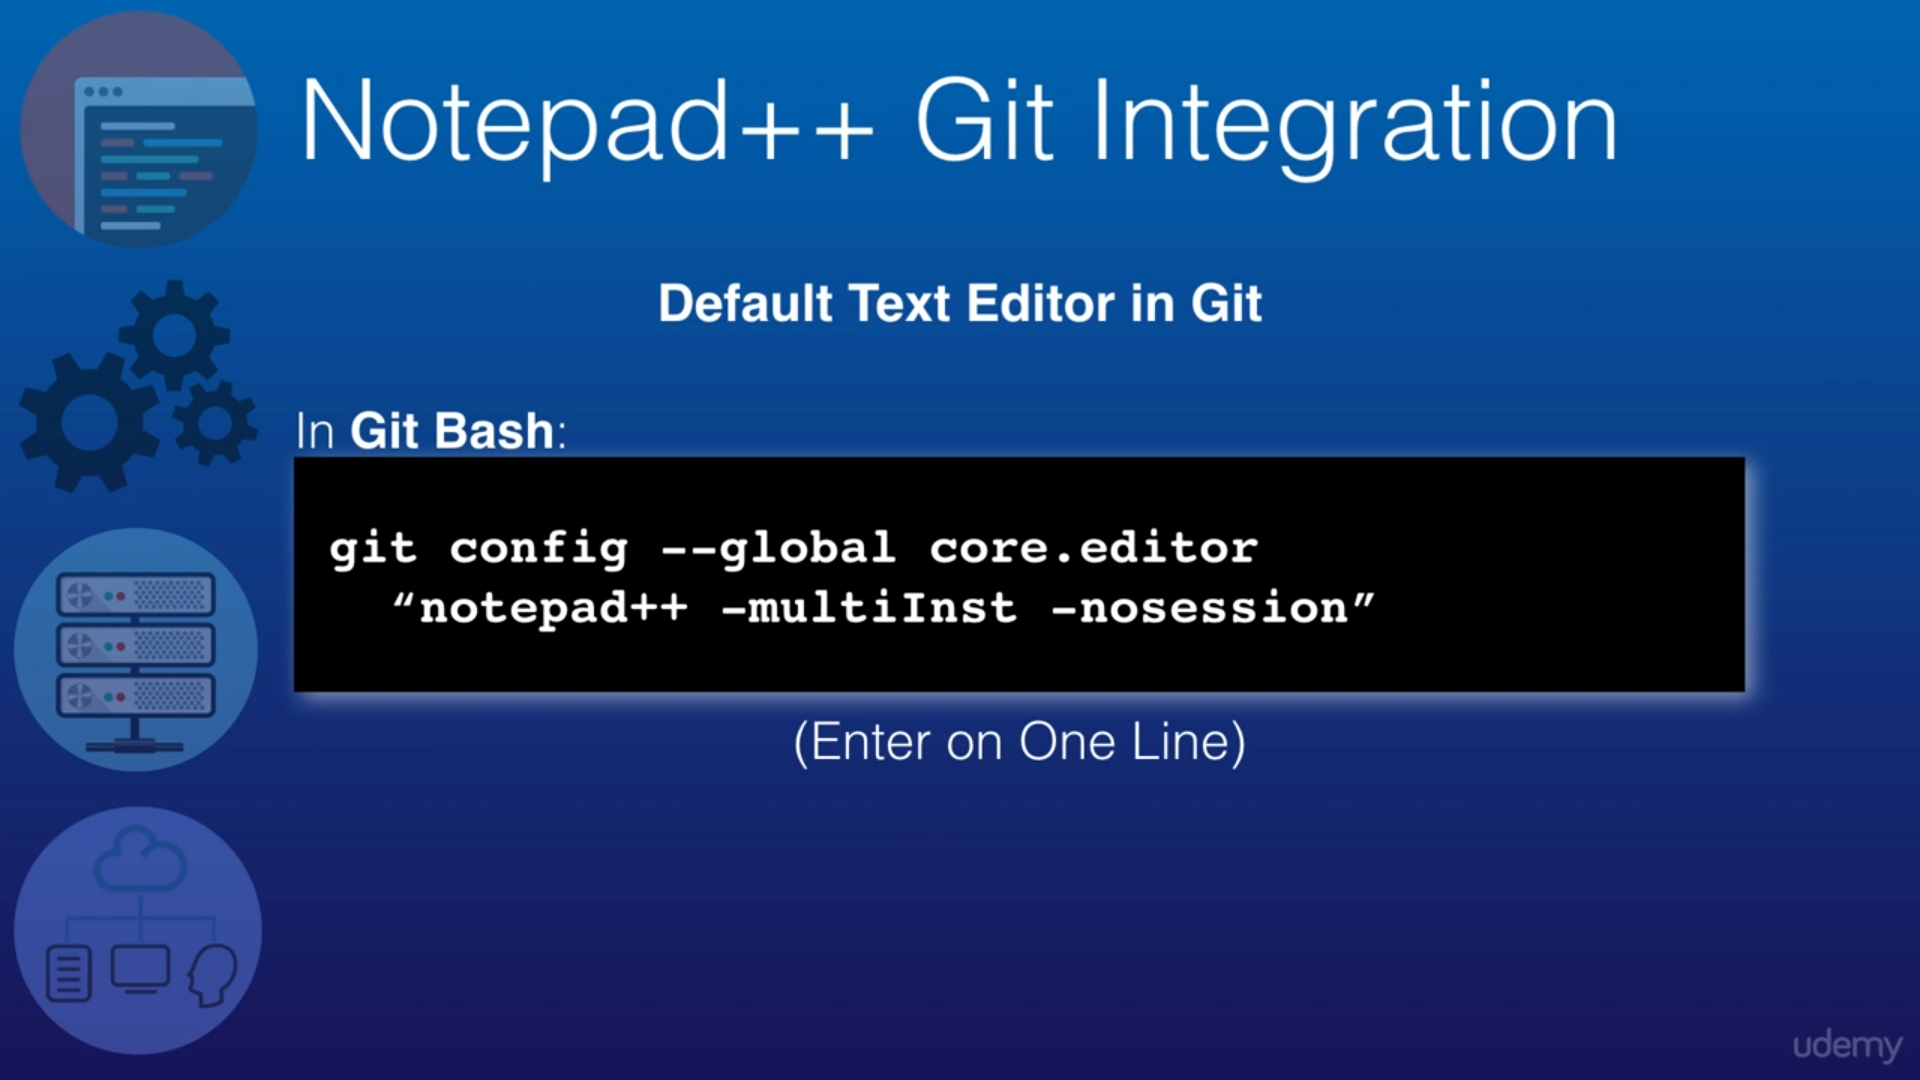 Notepad++ Git Integration
Default Text Editor in Git
In Git Bash:
git config --global core.editor
“notepad++ -multiInst -nosession”
(Enter on One Line)
udemy